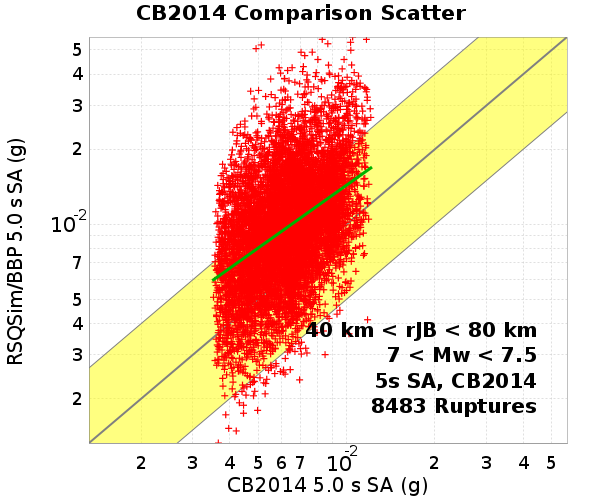 CB2014 Comparison Scatter
RSQSim/BBP 5.0 s SA (g)
5
4
3
2
10-2
7
5
4
3
2
40 km < rJB < 80 km
7 < Mw < 7.5
5s SA, CB2014
8483 Ruptures
2 3 4 5 6 7 10-2 2 3 4 5
CB2014 5.0 s SA (g)